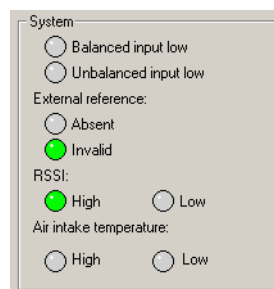 System
Balanced input low
Unbalanced input low
External reference:
Absent
Invalid
RSSI:
High Low
Air intake temperature:
High Low